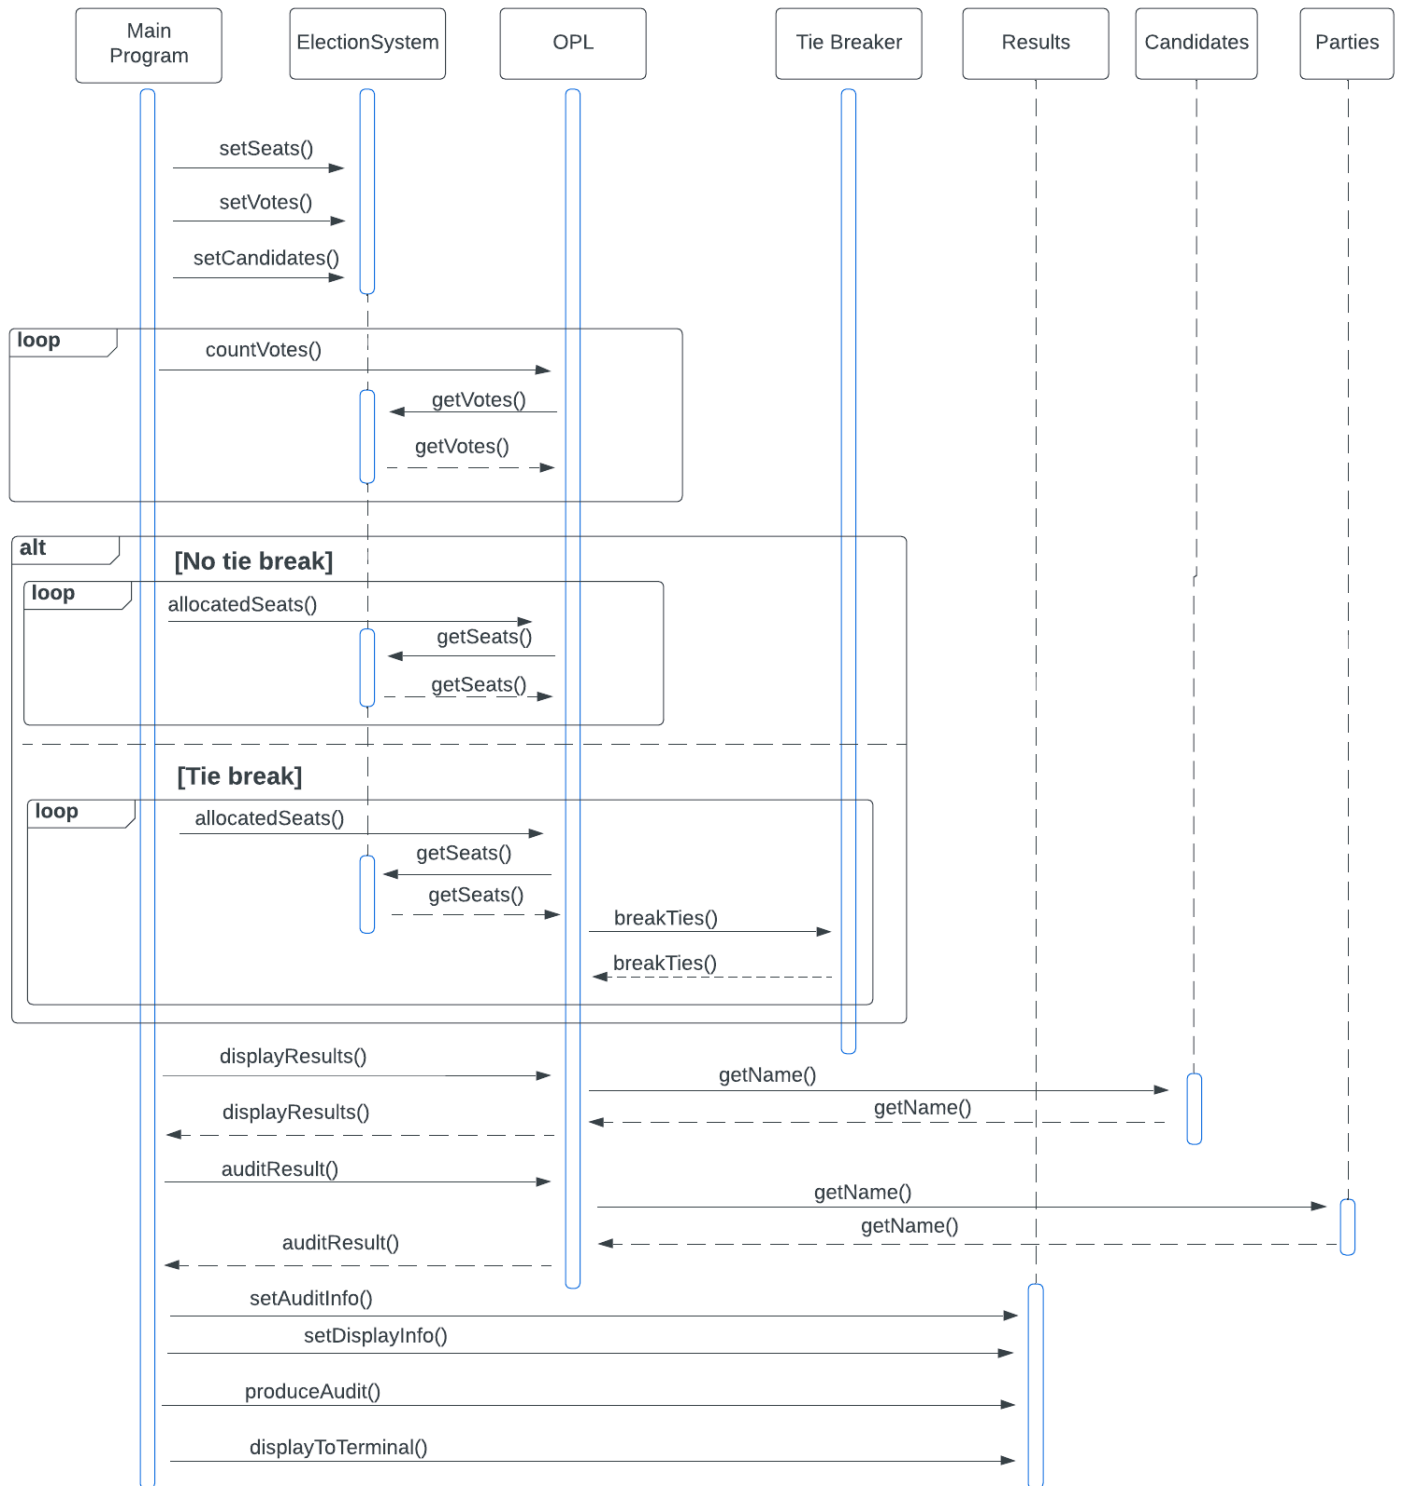 Main
Program
ElectionSystem
OPL
Tie Breaker
Results
Candidates
Parties
setSeats()
setVotes()
setCandidates()
loop
countVotes()
getVotes()
getVotes()
alt
[No tie break]
loop
allocatedSeats()
getSeats()
getSeats()
[Tie break]
loop
allocatedSeats()
getSeats()
getSeats()
breakTies()
breakTies()
displayResults()
getName()
getName()
displayResults()
auditResult()
getName()
getName()
auditResult()
setAuditInfo()
setDisplayInfo()
produceAudit()
displayToTerminal()